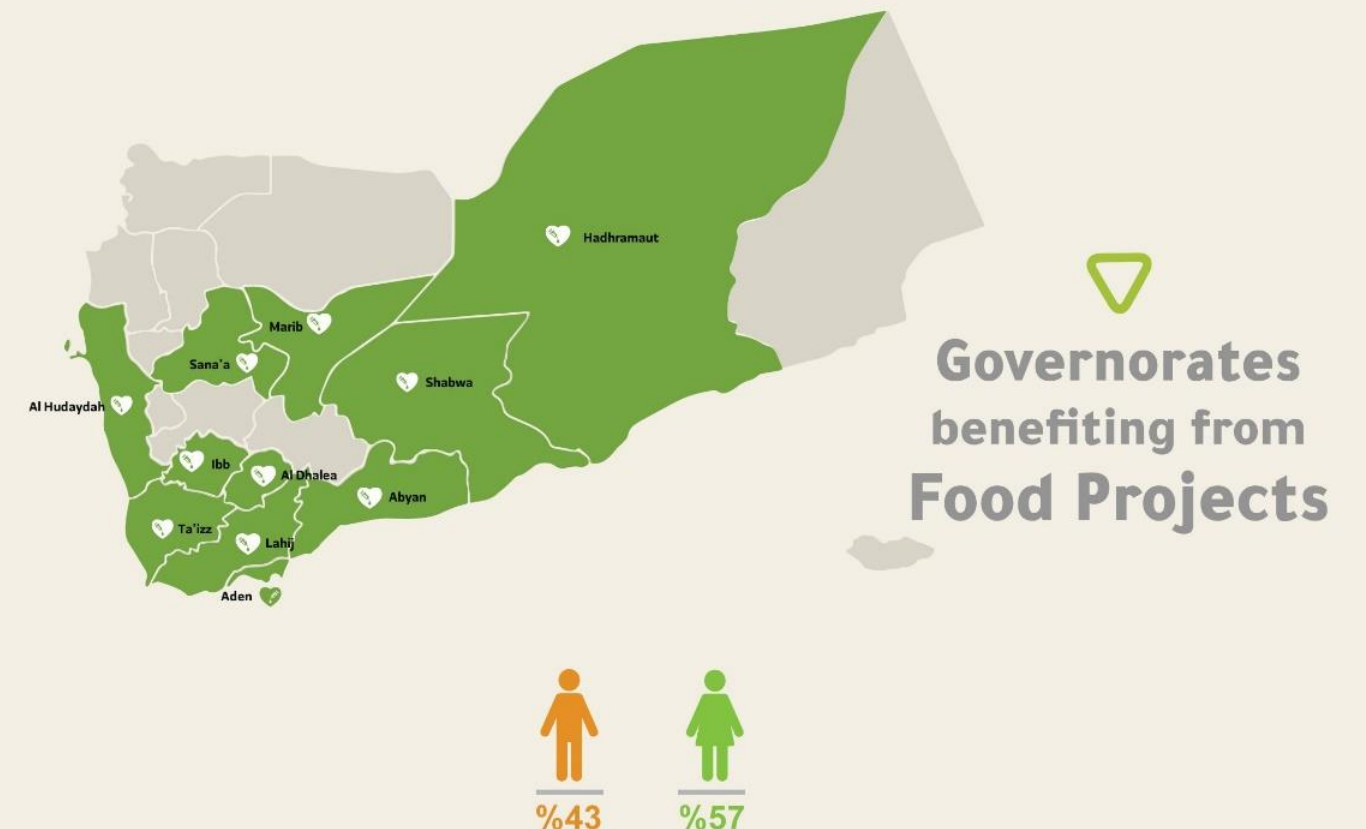 Hadhramaut
Marib
Sana'a
Shabwa
Al Hudaydah
Ibb
Al Dhalea
Abyan
Ta'izz
Lahij
Aden
Governorates
benefiting from
Food Projects
%43
%57